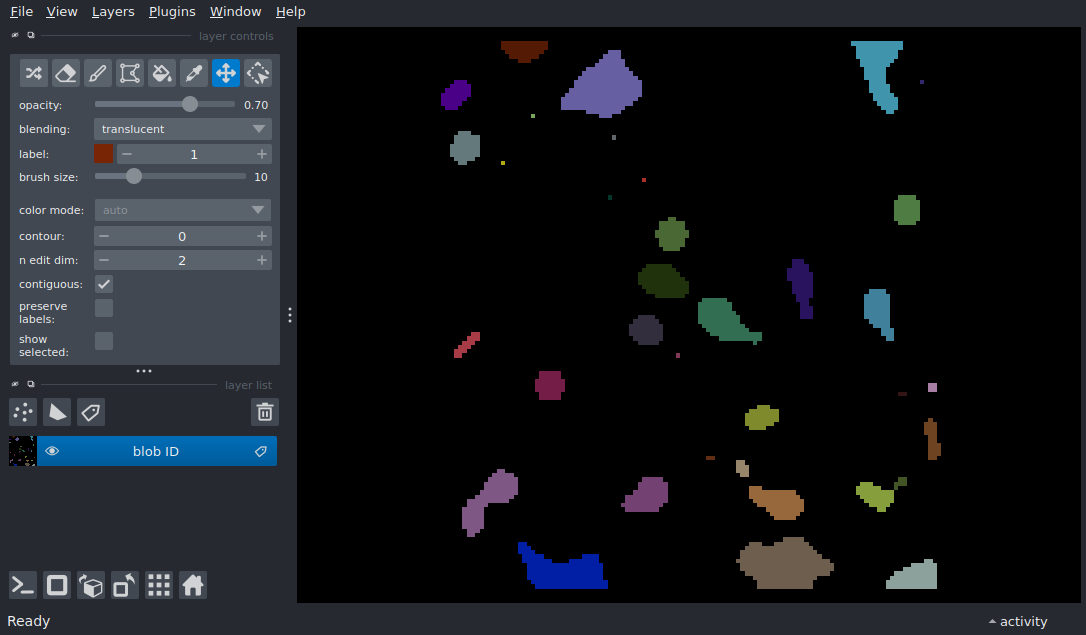 File View Layers Plugins Window Help
layer controls
opacity: 0.70
blending: translucent
label: 1
brush size: 10
color mode: auto
contour: 0
n edit dim: 2
contiguous:
preserve
labels:
show
selected:
layer list
blob ID
Ready
activity